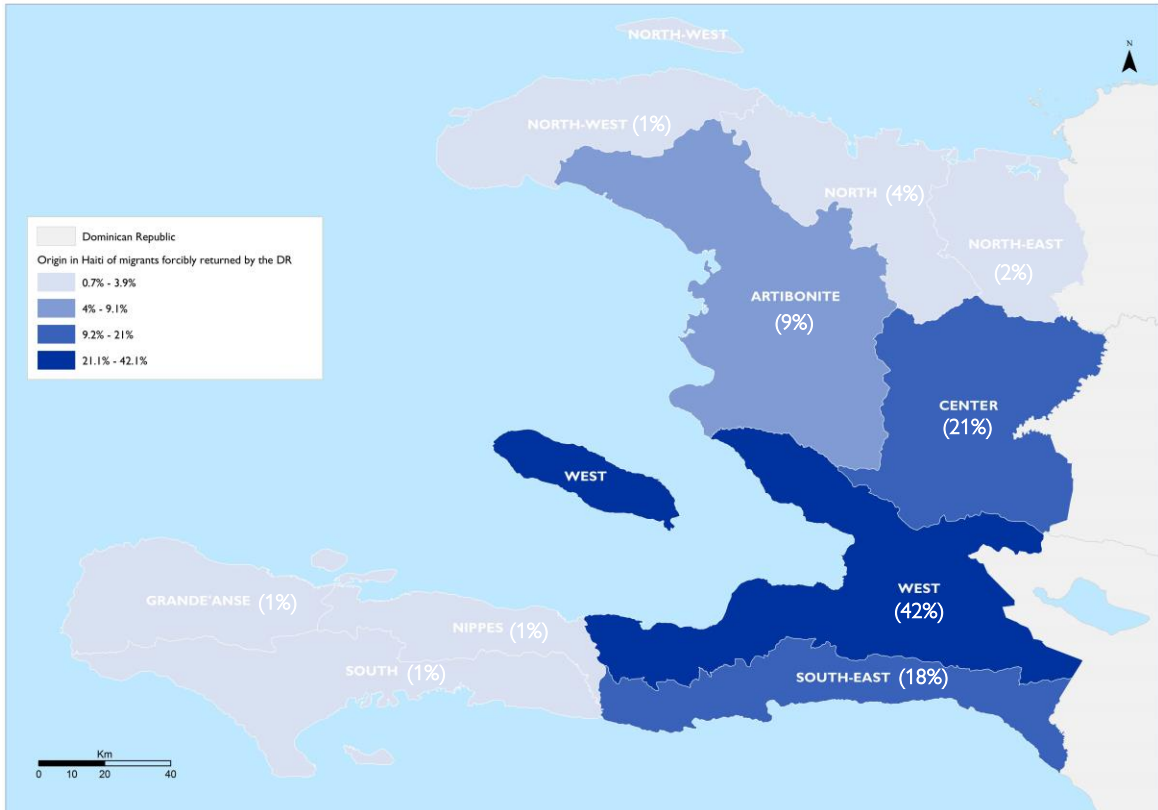 NORTH-WEST
N
NORTH-WEST (1%)
NORTH (4%)
NORTH-EAST
(2%)
Dominican Republic
Origin in Haiti of migrants forcibly returned by the DR
0.7% - 3.9%
4% - 9.1%
9.2% - 21%
21.1% - 42.1%
ARTIBONITE
(9%)
CENTER
(21%)
WEST
WEST
(42%)
GRANDE'ANSE (1%)
NIPPES (1%)
SOUTH (1%)
SOUTH-EAST (18%)
Km
0 10 20 40